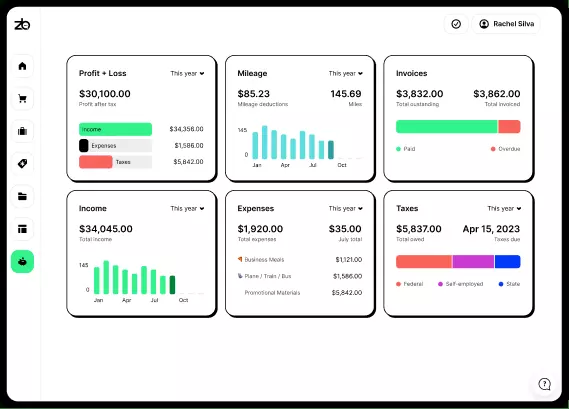 zb
Rachel Silva
Profit + Loss
This year
$30,100.00
Profit after tax
Income
$34,356.00
Expenses
$1,586.00
Taxes
$5,842.00
Mileage
This year
$85.23
145.69
Mileage deductions
Miles
145
0
Jan
Apr
Jul
Oct
Invoices
$3,832.00
$3,862.00
Total oustanding
Total invoiced
Paid
Overdue
Income
This year
$34,045.00
Total income
145
0
Jan
Apr
Jul
Oct
Expenses
This year
$1,920.00
$35.00
Total expenses
July total
Business Meals
$1,121.00
Plane / Train / Bus
$1,586.00
Promotional Materials
$5,842.00
Taxes
This year
$5,837.00
Apr 15, 2023
Total owed
Taxes due
Federal
Self-employed
State
?